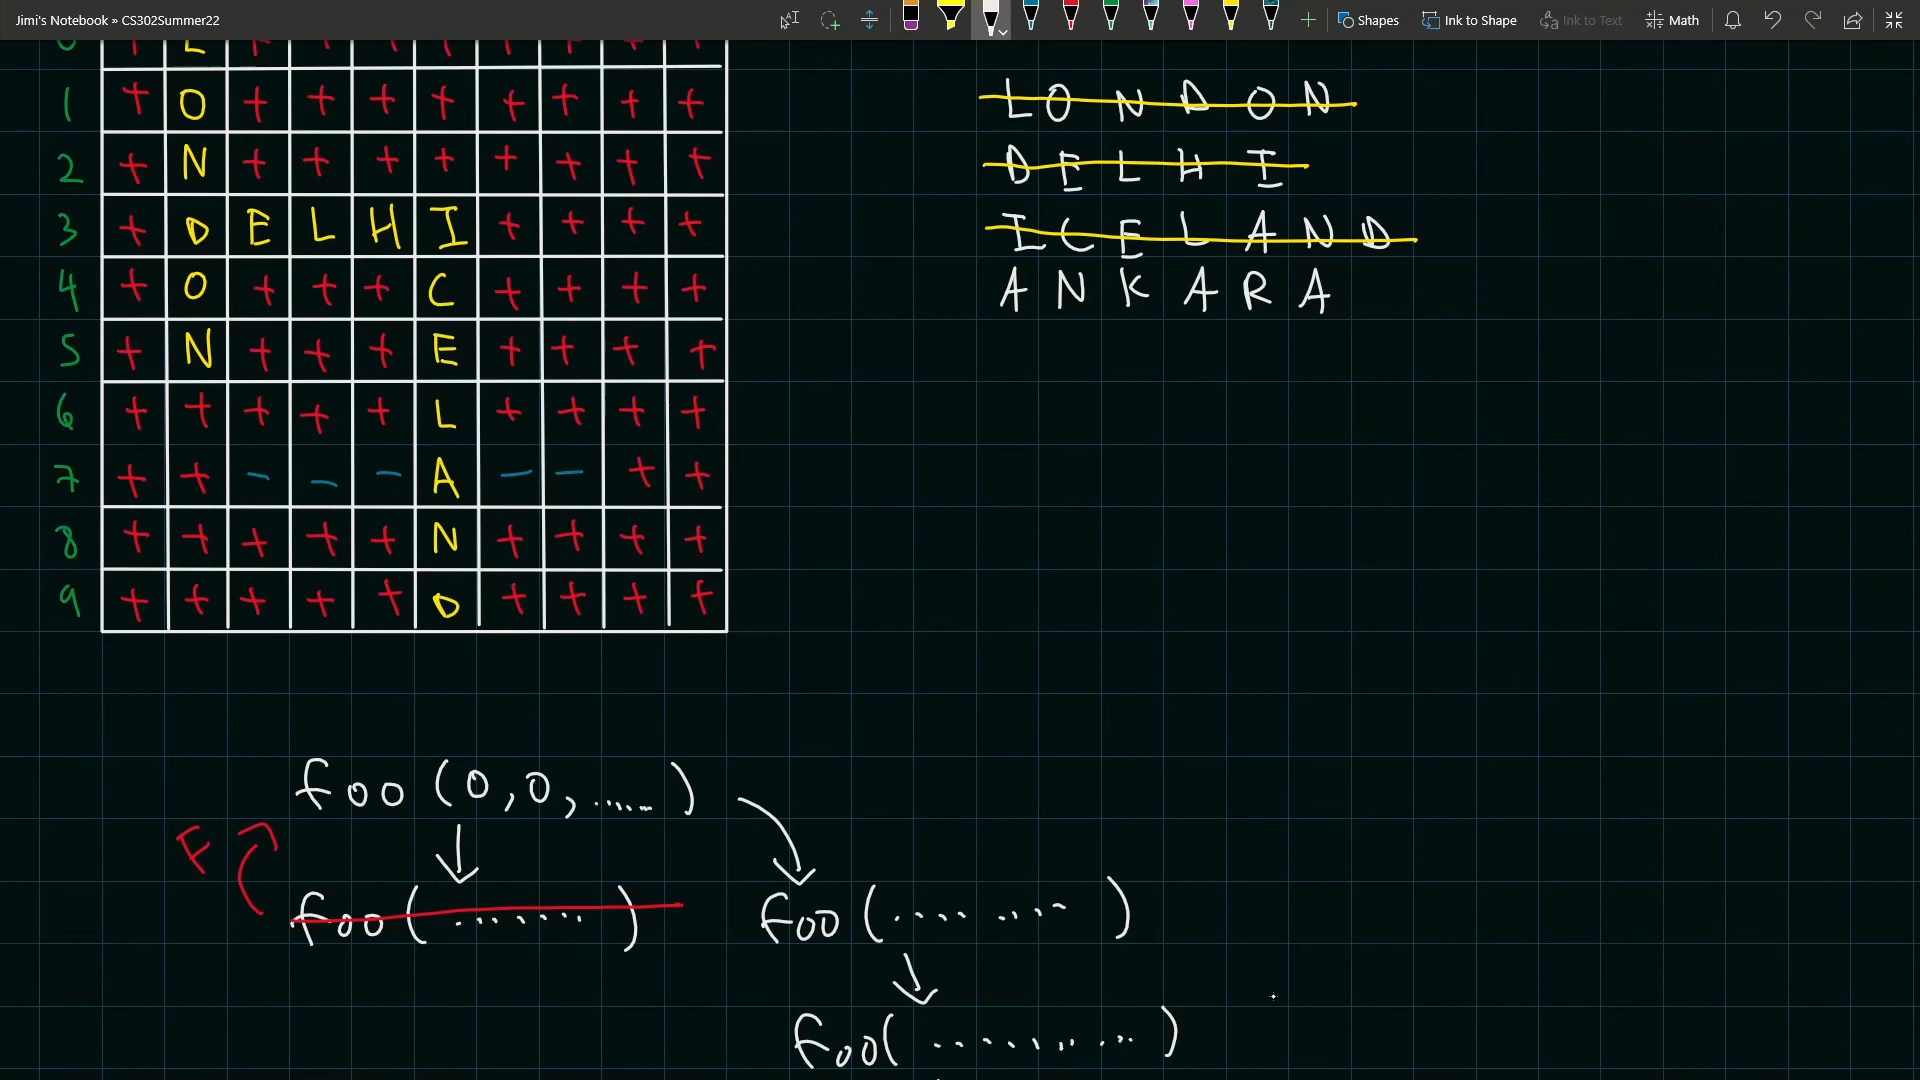 Jimi's Notebook » CS302Summer22
Shapes
Ink to Shape
Ink to Text
Math
+ L + + + + + + + +
1 + O + + + + + + + +
2 + N + + + + + + + +
3 + D E L H I + + + +
4 + O + + + C + + + +
5 + N + + + E + + + +
6 + + + + + L + + + +
7 + + - - - A - - + +
8 + + + + + N + + + +
9 + + + + + D + + + +
LONDON
DELHI
ICELAND
ANKARA
foo (0,0, ......)
F
foo ( ....... )
foo ( .... .... )
foo( .......... )